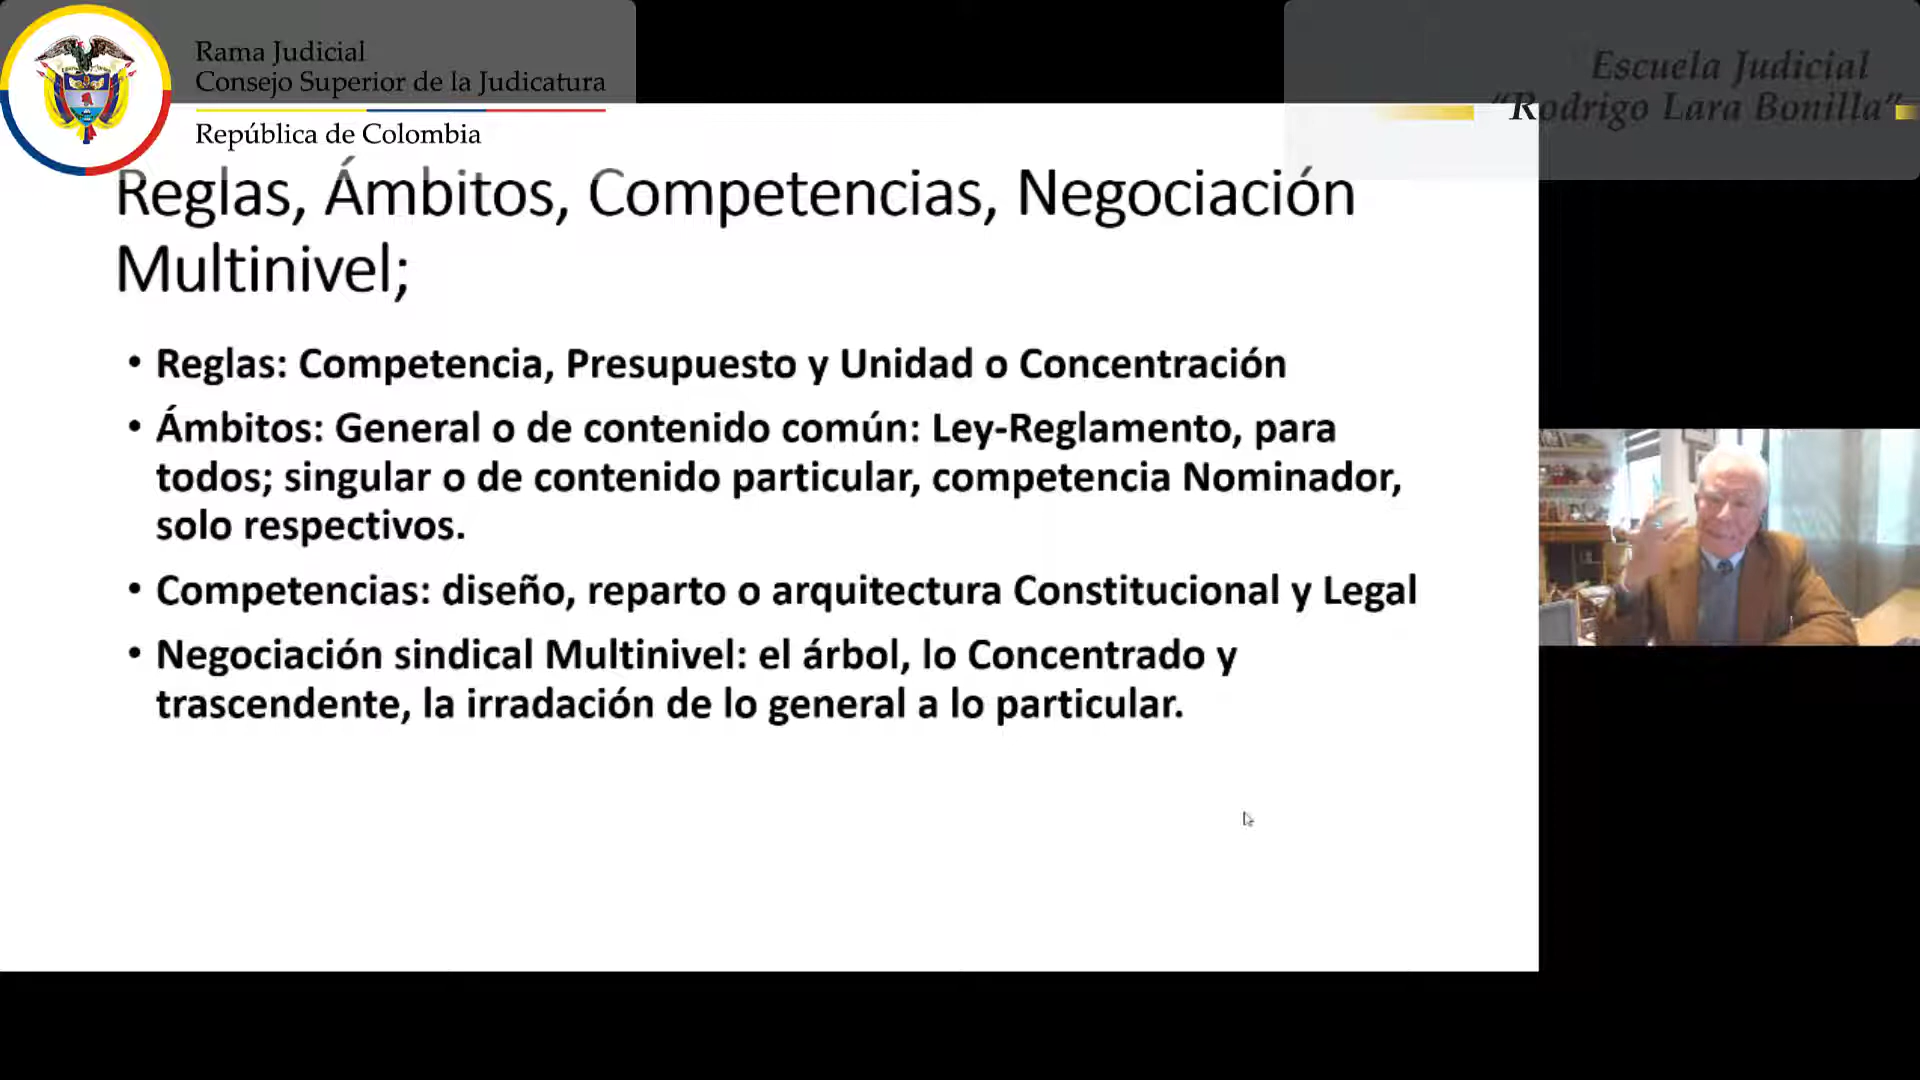 Rama Judicial
Consejo Superior de la Judicatura
República de Colombia
Escuela Judicial
“Rodrigo Lara Bonilla”
Reglas, Ámbitos, Competencias, Negociación
Multinivel;
• Reglas: Competencia, Presupuesto y Unidad o Concentración
• Ámbitos: General o de contenido común: Ley-Reglamento, para
todos; singular o de contenido particular, competencia Nominador,
solo respectivos.
• Competencias: diseño, reparto o arquitectura Constitucional y Legal
• Negociación sindical Multinivel: el árbol, lo Concentrado y
trascendente, la irradación de lo general a lo particular.